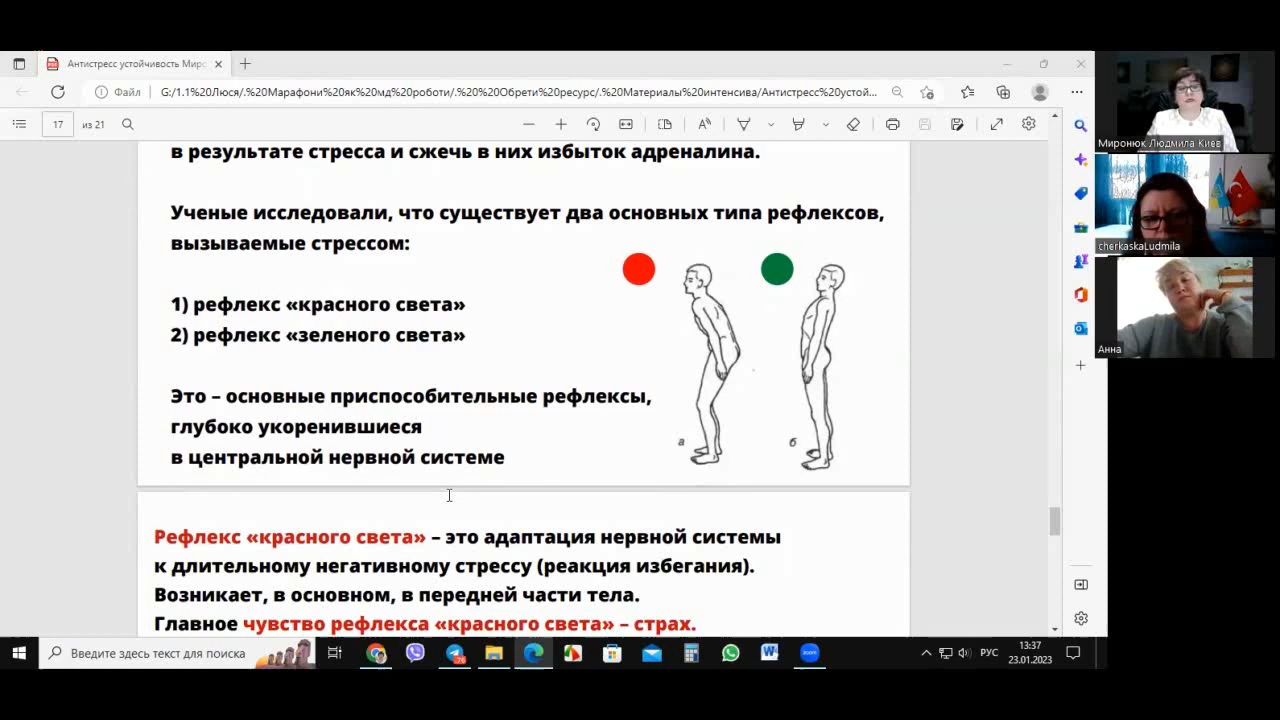 Антистресс устойчивость Миро
Файл
G:/1.1%20Люся/.%20Марафони%20як%20мд%20роботи/.%20%20Обрети%20ресурс/.%20Материалы%20интенсива/Антистресс%20устой...
17 из 21
в результате стресса и сжечь в них избыток адреналина.
Ученые исследовали, что существует два основных типа рефлексов,
вызываемые стрессом:
1) рефлекс «красного света»
2) рефлекс «зеленого света»
Это – основные приспособительные рефлексы,
глубоко укоренившиеся
в центральной нервной системе
а
б
Рефлекс «красного света» – это адаптация нервной системы
к длительному негативному стрессу (реакция избегания).
Возникает, в основном, в передней части тела.
Главное чувство рефлекса «красного света» – страх.
Миронюк Людмила Киев
cherkaskaLudmila
Анна
Введите здесь текст для поиска
zoom
РУС
13:37
23.01.2023